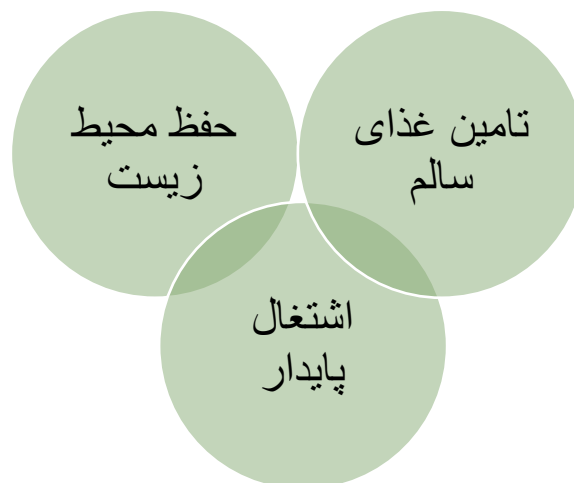 تامین غذای
سالم
حفظ محیط
زیست
اشتغال
پایدار